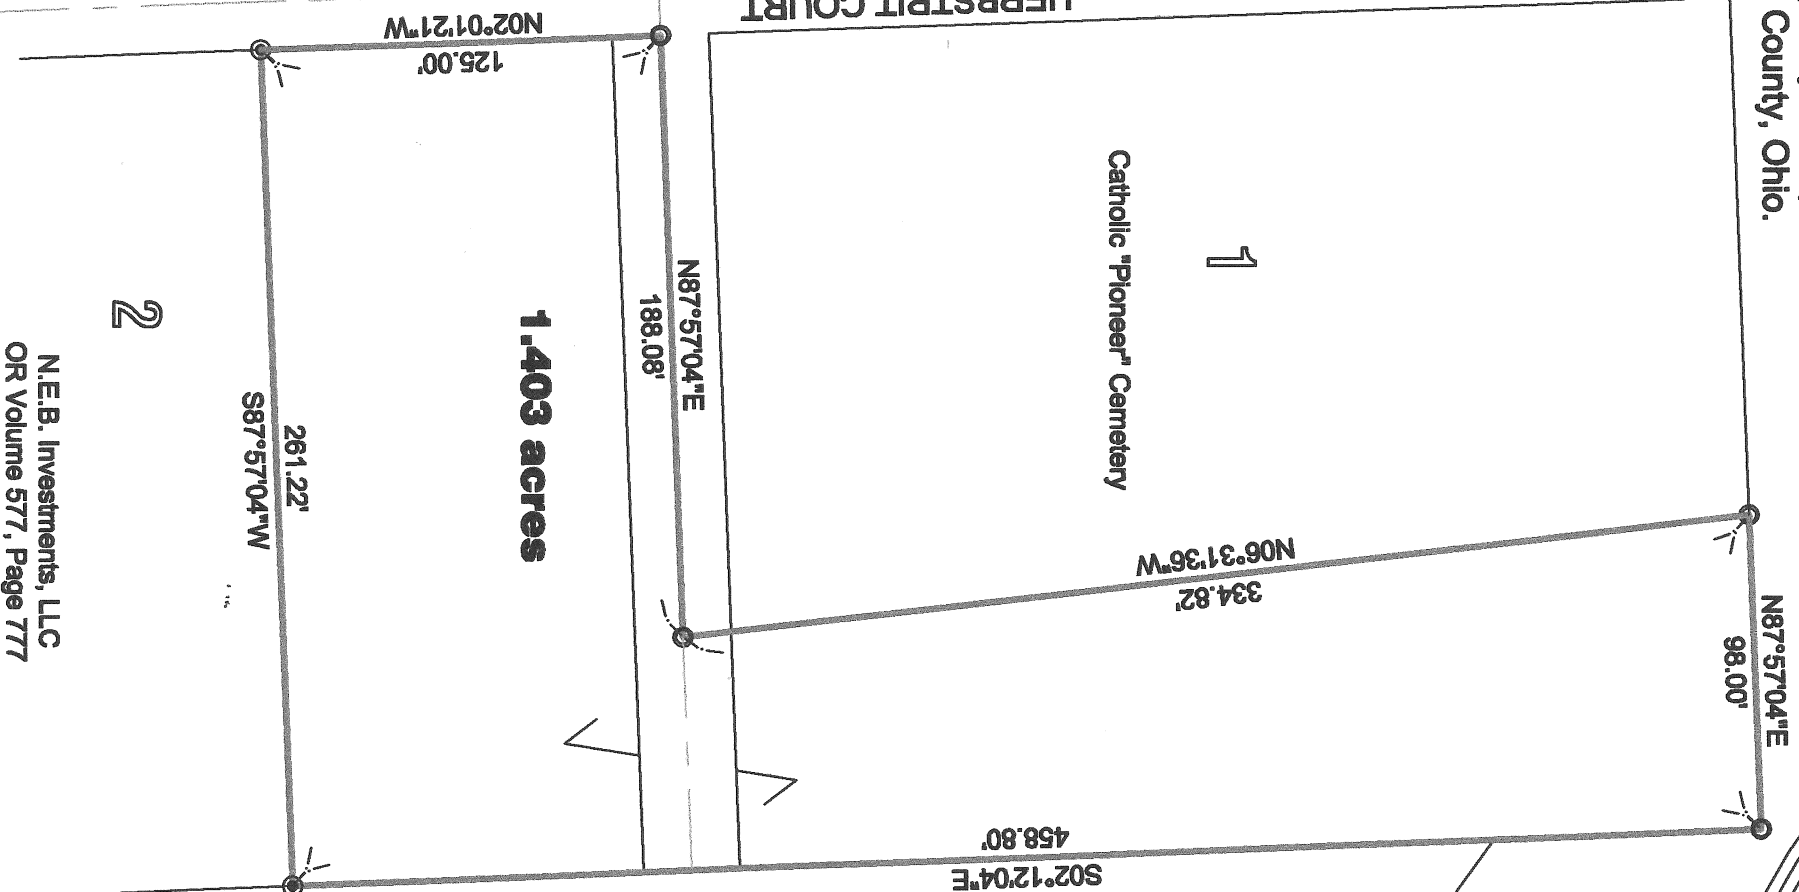 County, Ohio.
HERBSTRIT COURT
N02°01'21"W
125.00'
N87°57'04"E
188.08'
1
Catholic "Pioneer" Cemetery
1.403 acres
N06°31'36"W
334.82'
N87°57'04"E
98.00'
261.22'
S87°57'04"W
2
N.E.B. Investments, LLC
OR Volume 577, Page 777
458.80'
S02°12'04"E